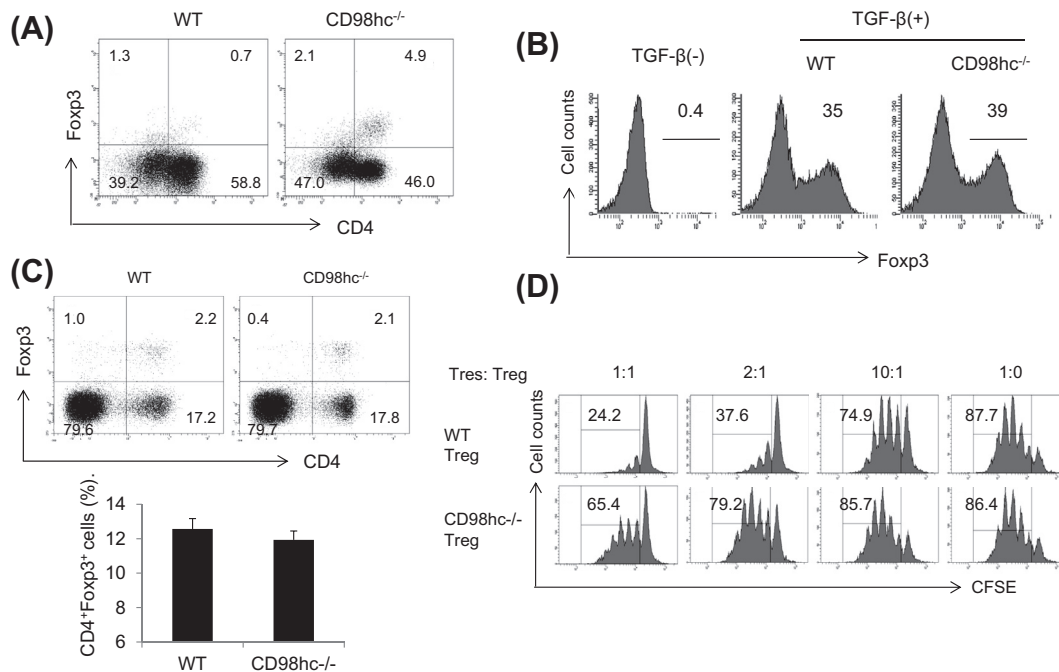 (A)
WT
CD98hc-/-
1.3
0.7
2.1
4.9
39.2
58.8
47.0
46.0
Foxp3
CD4
(B)
TGF-β(+)
TGF-β(-)
WT
CD98hc-/-
0.4
35
39
Cell counts
Foxp3
(C)
WT
CD98hc-/-
1.0
2.2
0.4
2.1
79.6
17.2
79.7
17.8
Foxp3
CD4
CD4+Foxp3+ cells (%).
14
12
10
8
6
WT
CD98hc-/-
(D)
Tres: Treg
1:1
2:1
10:1
1:0
WT
Treg
24.2
37.6
74.9
87.7
CD98hc-/-
Treg
65.4
79.2
85.7
86.4
Cell counts
CFSE